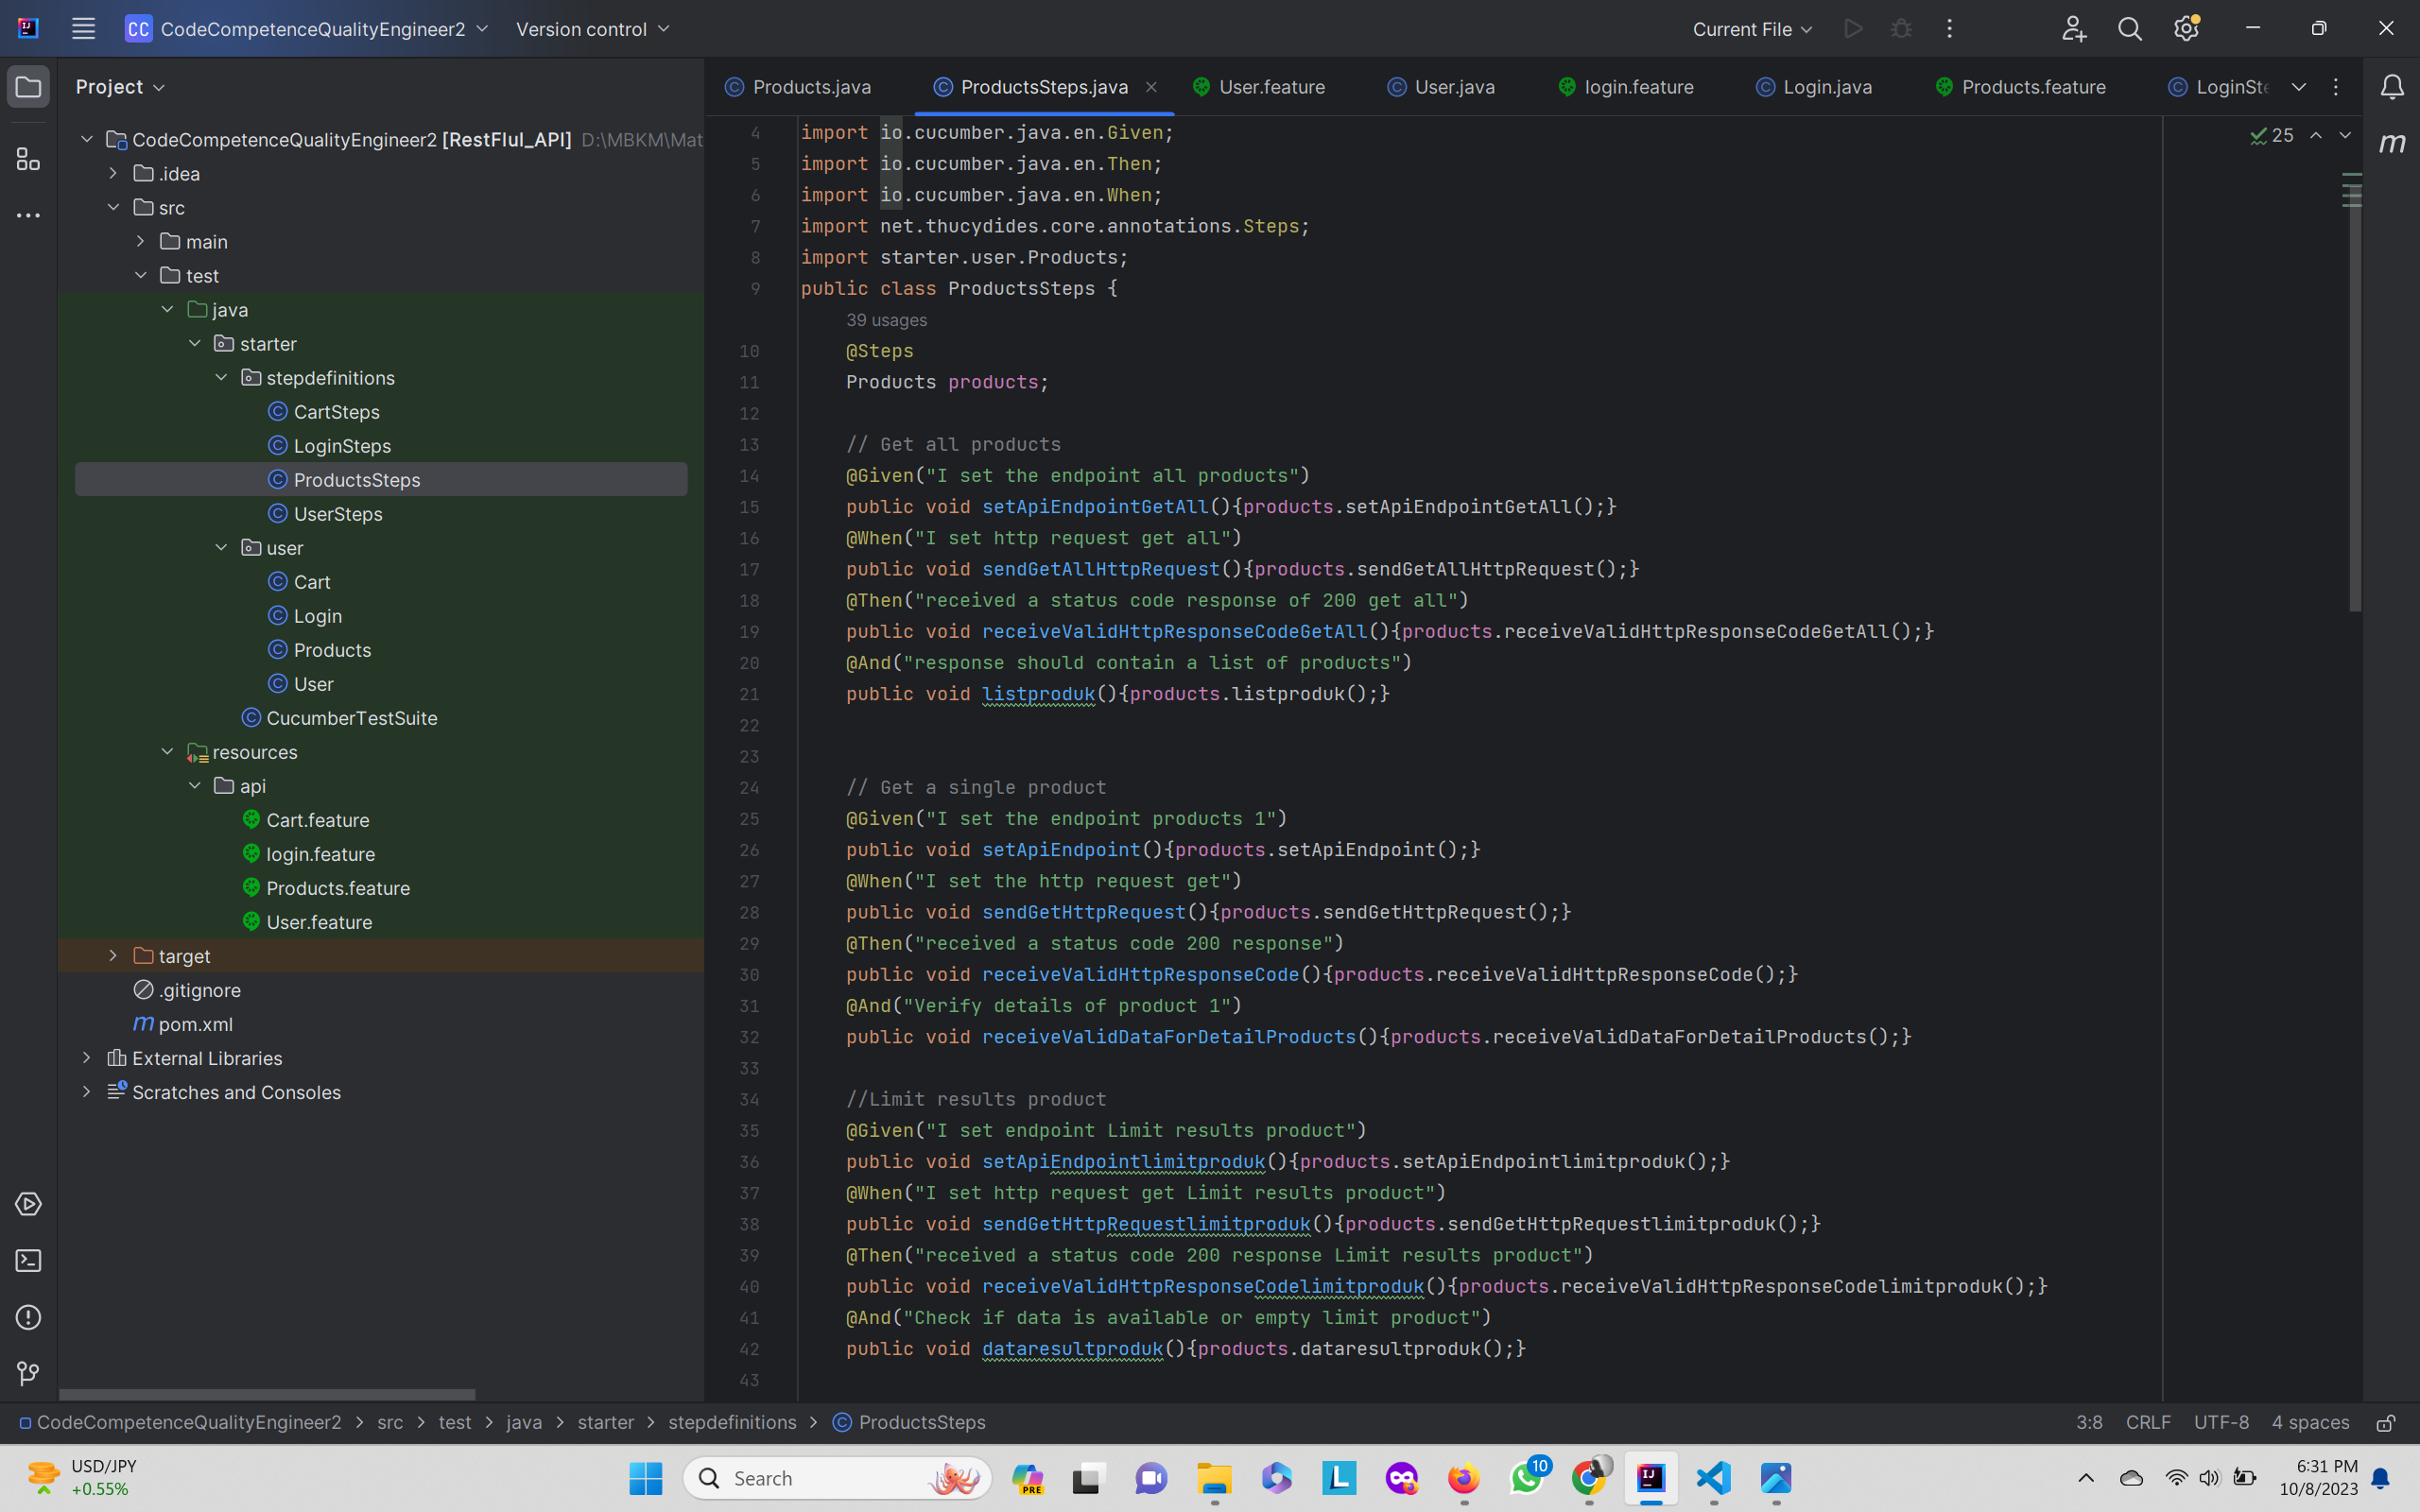 CC CodeCompetenceQualityEngineer2 Version control Current File
Project
Products.java ProductsSteps.java User.feature User.java login.feature Login.java Products.feature LoginSte
CodeCompetenceQualityEngineer2 [RestFlul_API] D:\MBKM\Mat
.idea
src
main
test
java
starter
stepdefinitions
CartSteps
LoginSteps
ProductsSteps
UserSteps
user
Cart
Login
Products
User
CucumberTestSuite
resources
api
Cart.feature
login.feature
Products.feature
User.feature
target
.gitignore
pom.xml
External Libraries
Scratches and Consoles
25
4 import io.cucumber.java.en.Given;
5 import io.cucumber.java.en.Then;
6 import io.cucumber.java.en.When;
7 import net.thucydides.core.annotations.Steps;
8 import starter.user.Products;
9 public class ProductsSteps {
39 usages
10 @Steps
11 Products products;
12
13 // Get all products
14 @Given("I set the endpoint all products")
15 public void setApiEndpointGetAll(){products.setApiEndpointGetAll();}
16 @When("I set http request get all")
17 public void sendGetAllHttpRequest(){products.sendGetAllHttpRequest();}
18 @Then("received a status code response of 200 get all")
19 public void receiveValidHttpResponseCodeGetAll(){products.receiveValidHttpResponseCodeGetAll();}
20 @And("response should contain a list of products")
21 public void listproduk(){products.listproduk();}
22
23
24 // Get a single product
25 @Given("I set the endpoint products 1")
26 public void setApiEndpoint(){products.setApiEndpoint();}
27 @When("I set the http request get")
28 public void sendGetHttpRequest(){products.sendGetHttpRequest();}
29 @Then("received a status code 200 response")
30 public void receiveValidHttpResponseCode(){products.receiveValidHttpResponseCode();}
31 @And("Verify details of product 1")
32 public void receiveValidDataForDetailProducts(){products.receiveValidDataForDetailProducts();}
33
34 //Limit results product
35 @Given("I set endpoint Limit results product")
36 public void setApiEndpointlimitproduk(){products.setApiEndpointlimitproduk();}
37 @When("I set http request get Limit results product")
38 public void sendGetHttpRequestlimitproduk(){products.sendGetHttpRequestlimitproduk();}
39 @Then("received a status code 200 response Limit results product")
40 public void receiveValidHttpResponseCodelimitproduk(){products.receiveValidHttpResponseCodelimitproduk();}
41 @And("Check if data is available or empty limit product")
42 public void dataresultproduk(){products.dataresultproduk();}
43
CodeCompetenceQualityEngineer2 > src > test > java > starter > stepdefinitions > ProductsSteps 3:8 CRLF UTF-8 4 spaces
USD/JPY
+0.55%
Search
PRE
10
6:31 PM
10/8/2023